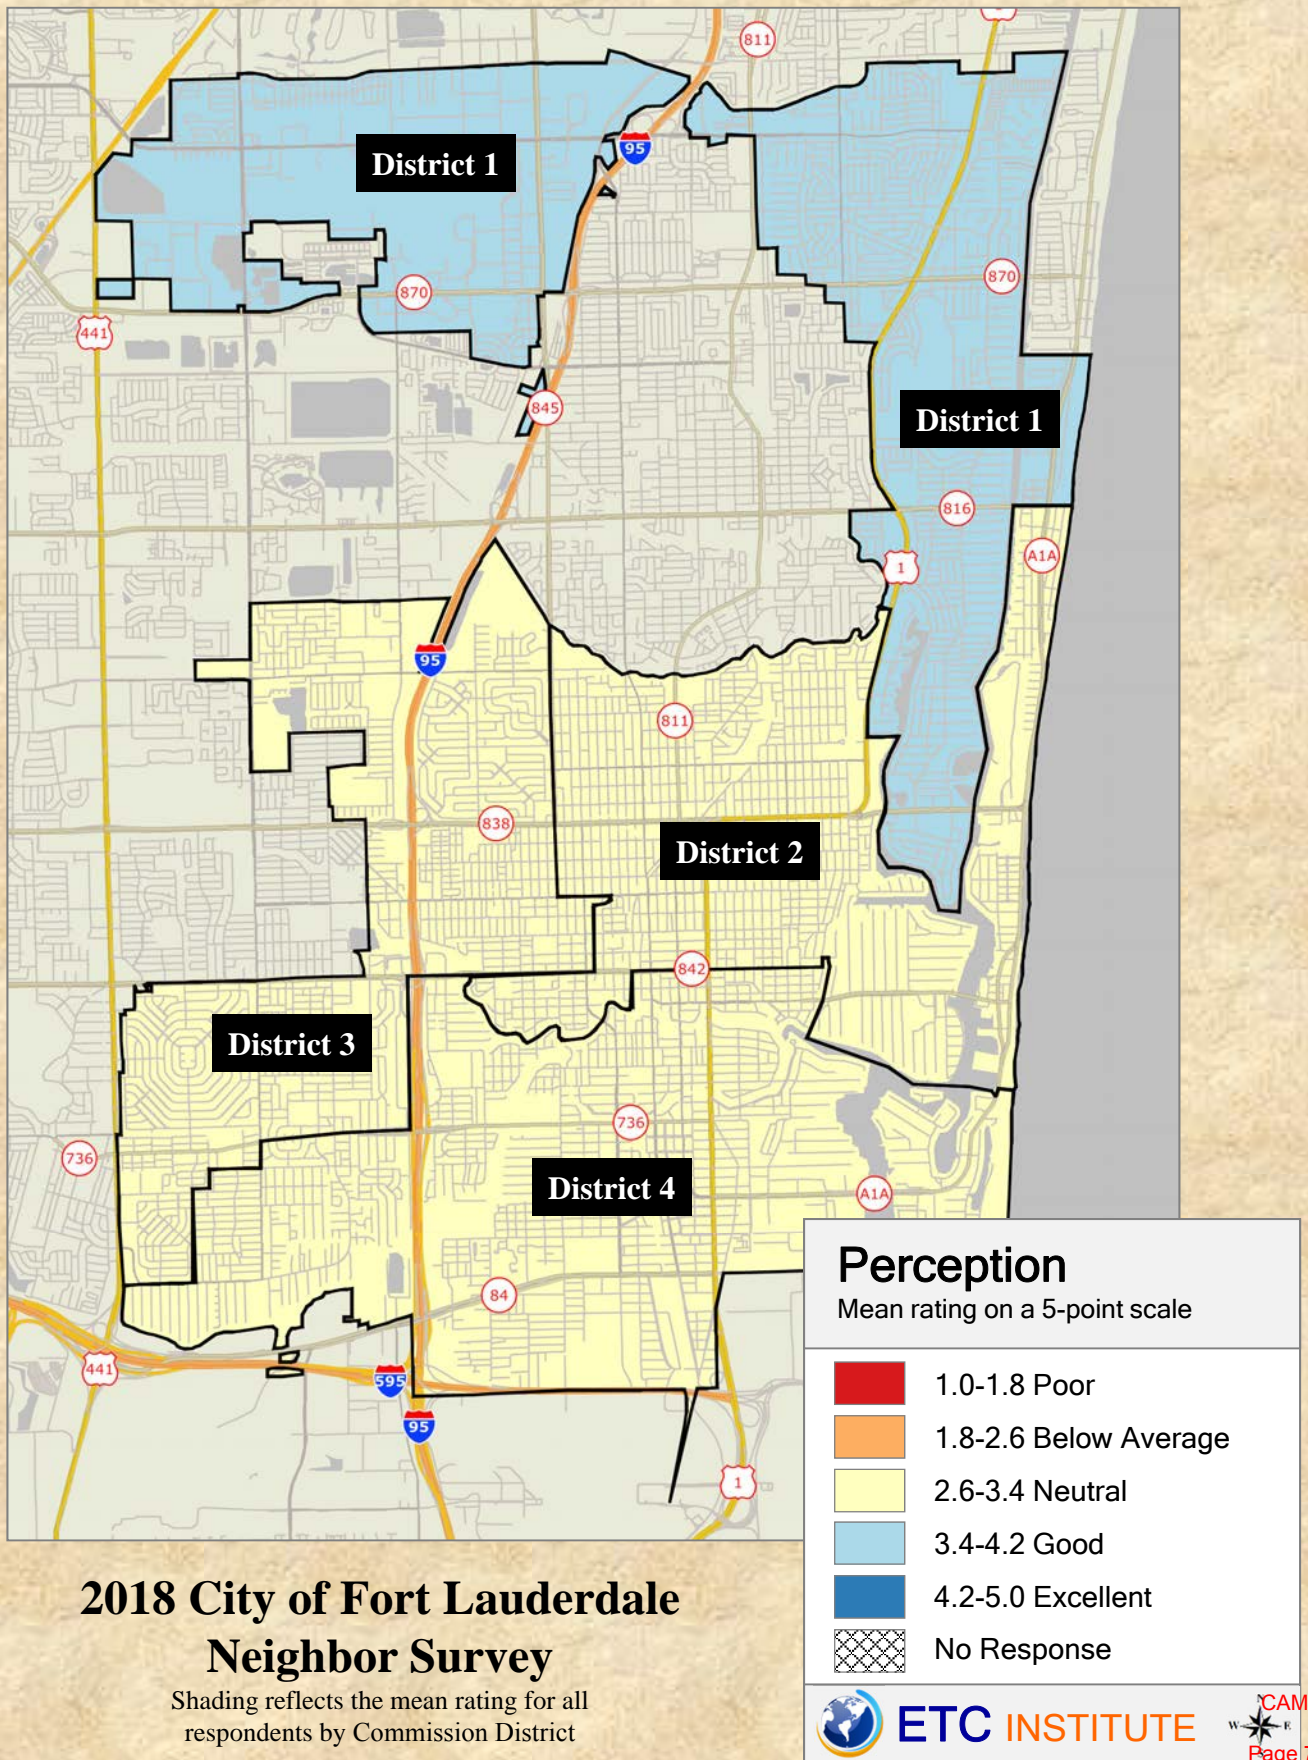 811
95
District 1
870
870
441
845
District 1
816
A1A
1
95
811
838
District 2
842
District 3
736
736
District 4
A1A
84
441
595
95
1
Perception
Mean rating on a 5-point scale
1.0-1.8 Poor
1.8-2.6 Below Average
2.6-3.4 Neutral
3.4-4.2 Good
4.2-5.0 Excellent
No Response
2018 City of Fort Lauderdale
Neighbor Survey
Shading reflects the mean rating for all
respondents by Commission District
ETC INSTITUTE
W E
CAM
Page